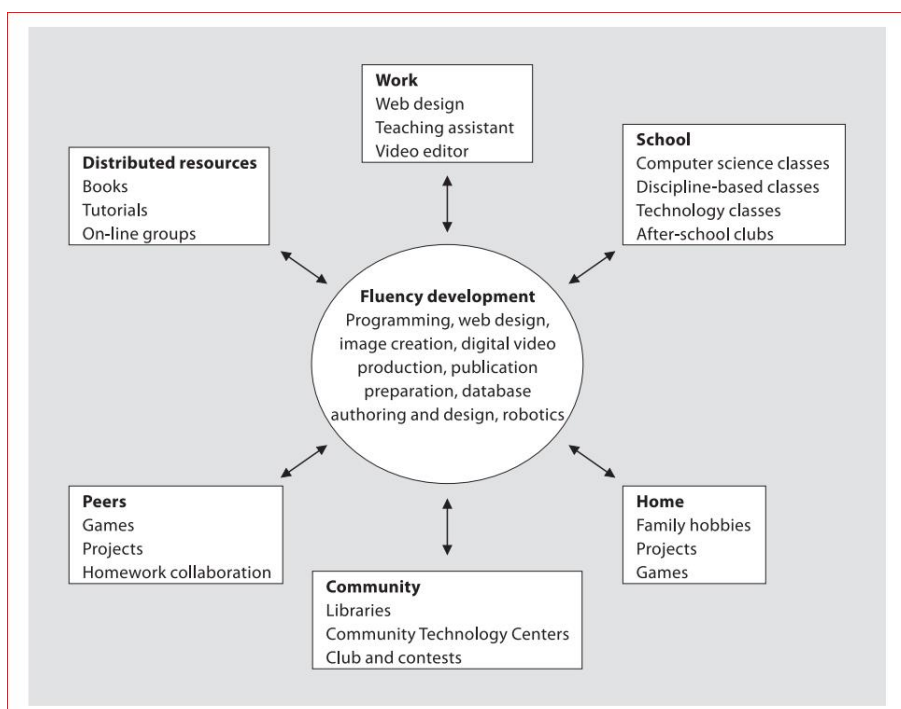 Work
Web design
Teaching assistant
Video editor
School
Computer science classes
Discipline-based classes
Technology classes
After-school clubs
Distributed resources
Books
Tutorials
On-line groups
Fluency development
Programming, web design,
image creation, digital video
production, publication
preparation, database
authoring and design, robotics
Peers
Games
Projects
Homework collaboration
Home
Family hobbies
Projects
Games
Community
Libraries
Community Technology Centers
Club and contests